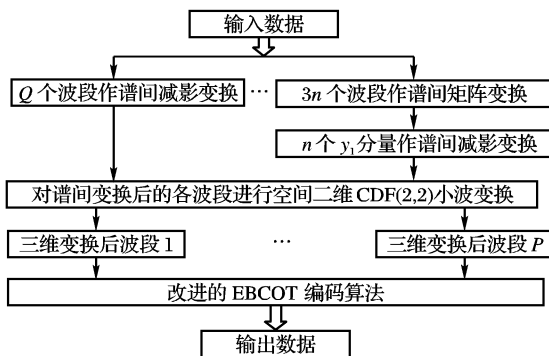 输入数据
Q 个波段作谱间减影变换
…
3n 个波段作谱间矩阵变换
n 个 y₁分量作谱间减影变换
对谱间变换后的各波段进行空间二维 CDF(2,2)小波变换
三维变换后波段 1
…
三维变换后波段 P
改进的 EBCOT 编码算法
输出数据